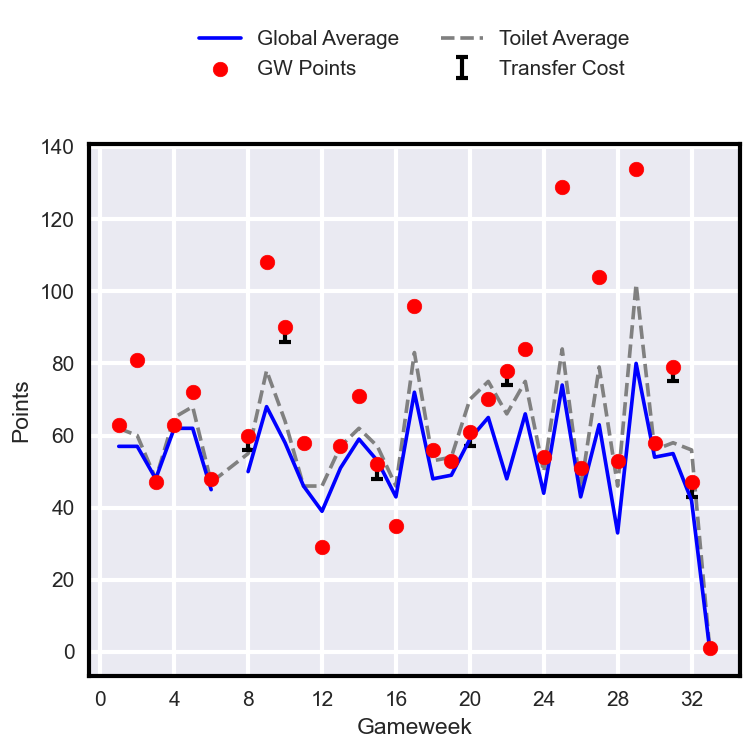 Global Average
Toilet Average
GW Points
Transfer Cost
140
120
100
80
60
40
20
0
Points
0 4 8 12 16 20 24 28 32
Gameweek